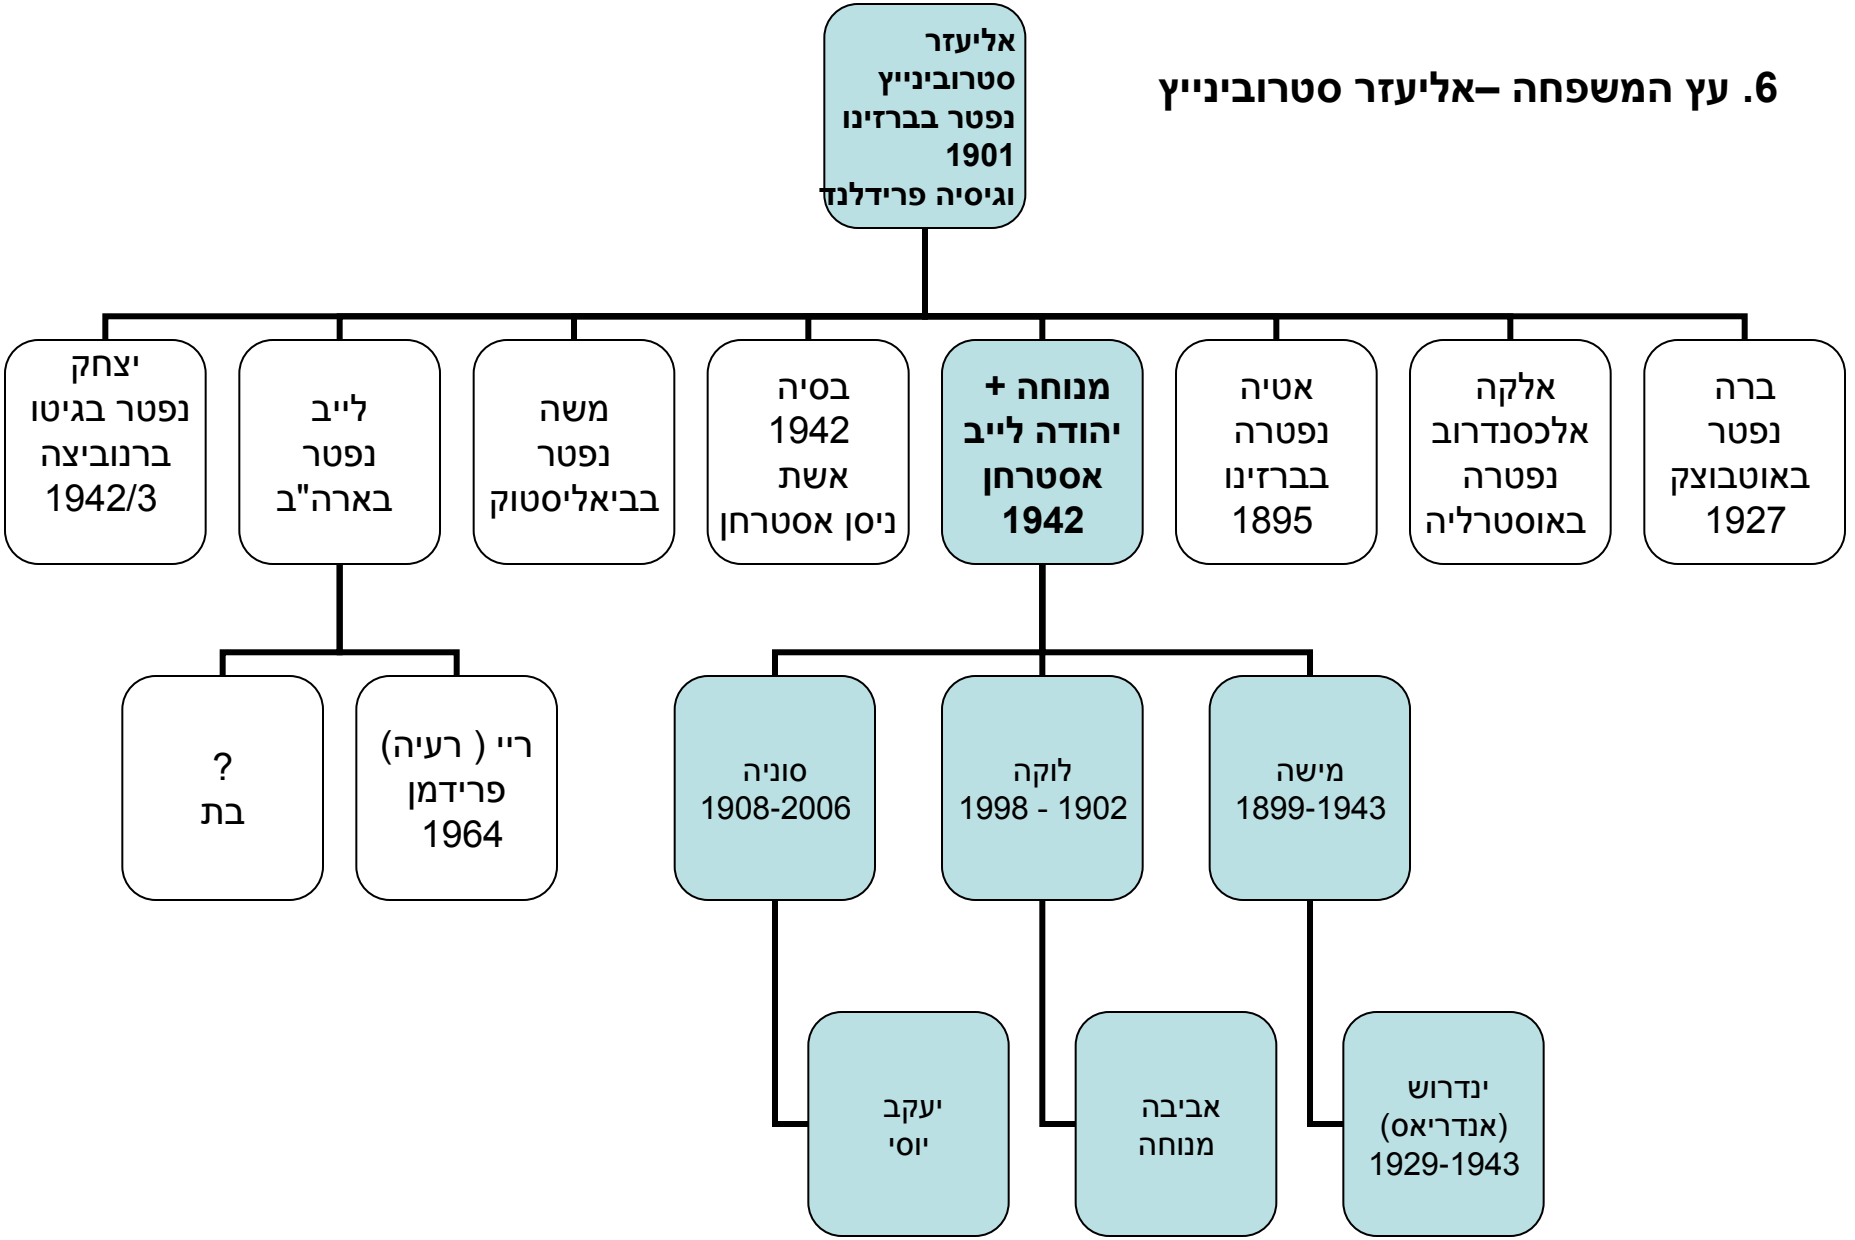 6. עץ המשפחה –אליעזר סטרובינייץ
אליעזר
סטרובינייץ
נפטר בברזינו
1901
וגיסיה פרידלנד
ברה
נפטר
באוטבוצק
1927
אלקה
אלכסנדרוב
נפטרה
באוסטרליה
אטיה
נפטרה
בברזינו
1895
מנוחה +
יהודה לייב
אסטרחן
1942
בסיה
1942
אשת
ניסן אסטרחן
משה
נפטר
בביאליסטוק
לייב
נפטר
בארה"ב
יצחק
נפטר בגיטו
ברנוביצה
1942/3
מישה
1899-1943
לוקה
1998 - 1902
סוניה
1908-2006
ריי ( רעיה)
פרידמן
1964
?
בת
ינדרוש
(אנדריאס)
1929-1943
אביבה
מנוחה
יעקב
יוסי